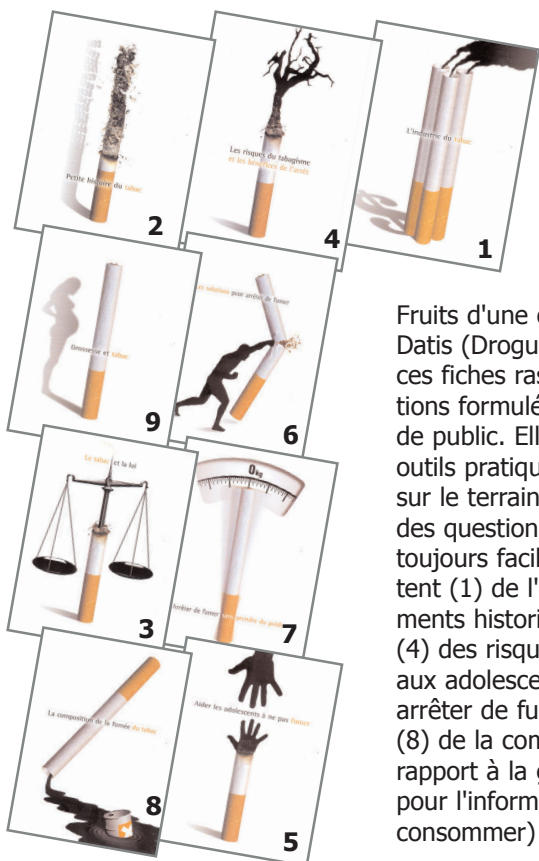 Petite histoire du tabac
2
Les risques du tabagisme
et les bénéfices de l'arrêt
4
L'industrie du tabac
1
Grossesse et tabac
9
Les solutions pour arrêter de fumer
6
Le tabac et la loi
3
0kg
Arrêter de fumer sans prendre du poids
7
La composition de la fumée du tabac
8
Aider les adolescents à ne pas fumer
5
Fruits d'une
Datis (Drogu
ces fiches ras
tions formulé
de public. Ell
outils pratiqu
sur le terrain
des question
toujours facil
tent (1) de l'
ments histori
(4) des risqu
aux adolesce
arrêter de fu
(8) de la com
rapport à la g
pour l'inform
consommer)